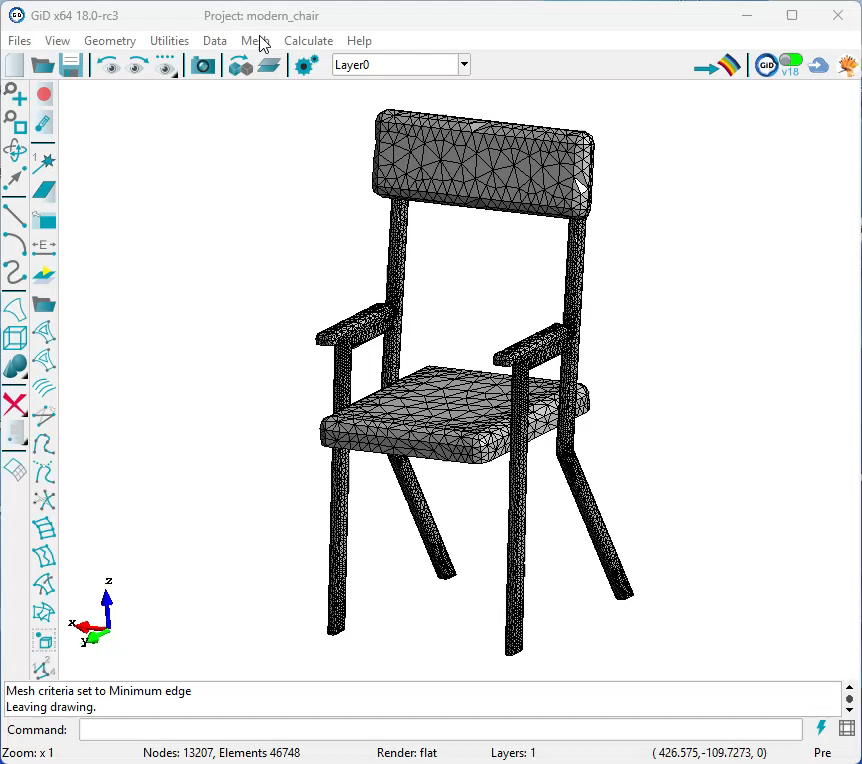 GiD x64 18.0-rc3
Project: modern_chair
Files View Geometry Utilities Data Mesh Calculate Help
Layer0
GiD v18
1
E
z
x
y
Mesh criteria set to Minimum edge
Leaving drawing.
Command:
Zoom: x 1
Nodes: 13207, Elements 46748
Render: flat
Layers: 1
( 426.575,-109.7273, 0)
Pre